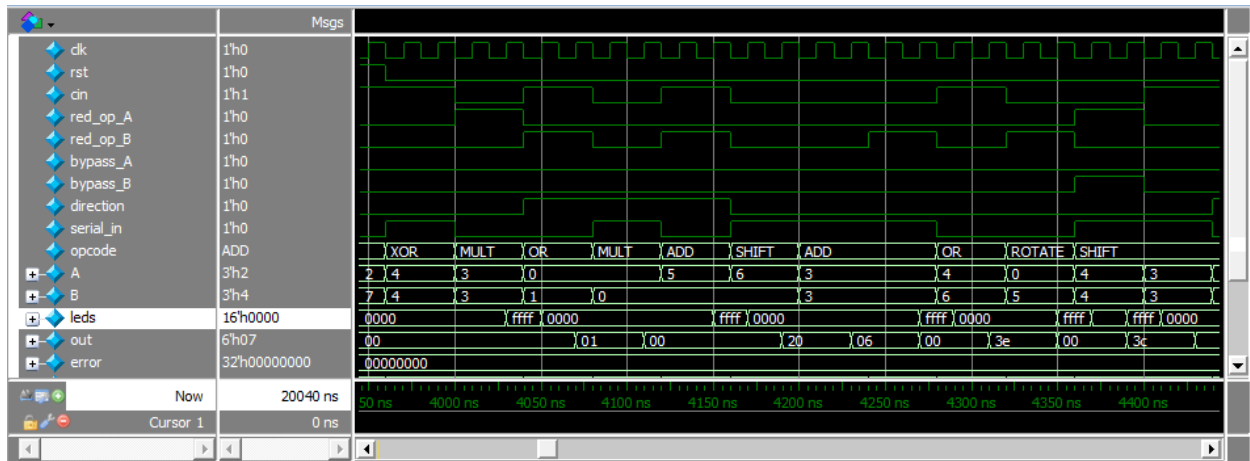 Msgs
clk 1'h0
rst 1'h0
cin 1'h1
red_op_A 1'h0
red_op_B 1'h0
bypass_A 1'h0
bypass_B 1'h0
direction 1'h0
serial_in 1'h0
opcode ADD XOR MULT OR MULT ADD SHIFT ADD OR ROTATE SHIFT
A 3'h2 2 4 3 0 5 6 3 4 0 4 3
B 3'h4 7 4 3 1 0 3 6 5 4 3
leds 16'h0000 0000 ffff 0000 ffff 0000 ffff 0000 ffff ffff 0000
out 6'h07 00 01 00 20 06 00 3e 00 3c
error 32'h00000000 00000000
Now 20040 ns 50 ns 4000 ns 4050 ns 4100 ns 4150 ns 4200 ns 4250 ns 4300 ns 4350 ns 4400 ns
Cursor 1 0 ns